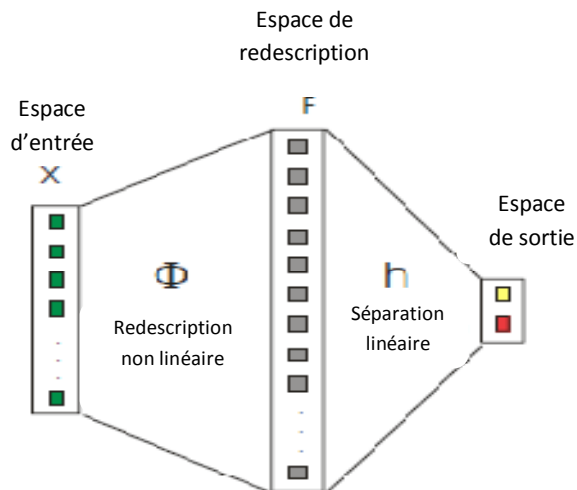 Espace de
redescription
F
Espace
d'entrée
X
Φ
Redescription
non linéaire
h
Séparation
linéaire
Espace
de sortie